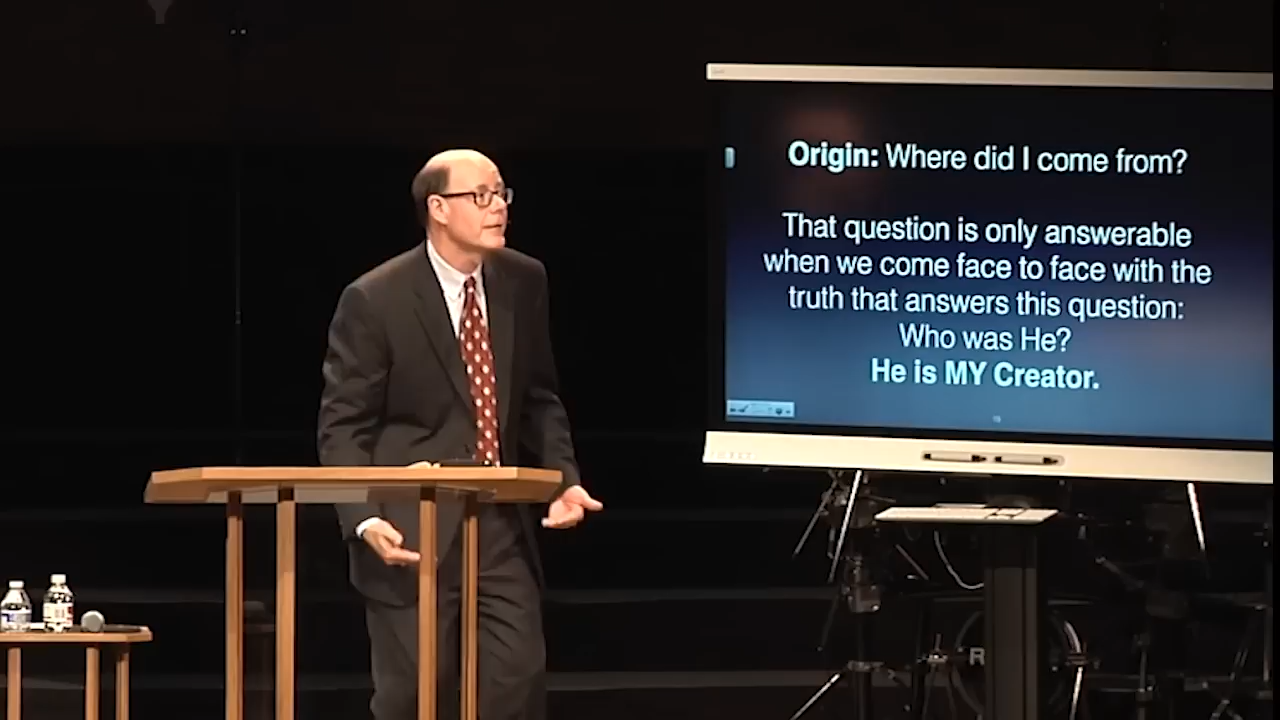 Origin: Where did I come from?
That question is only answerable
when we come face to face with the
truth that answers this question:
Who was He?
He is MY Creator.
R